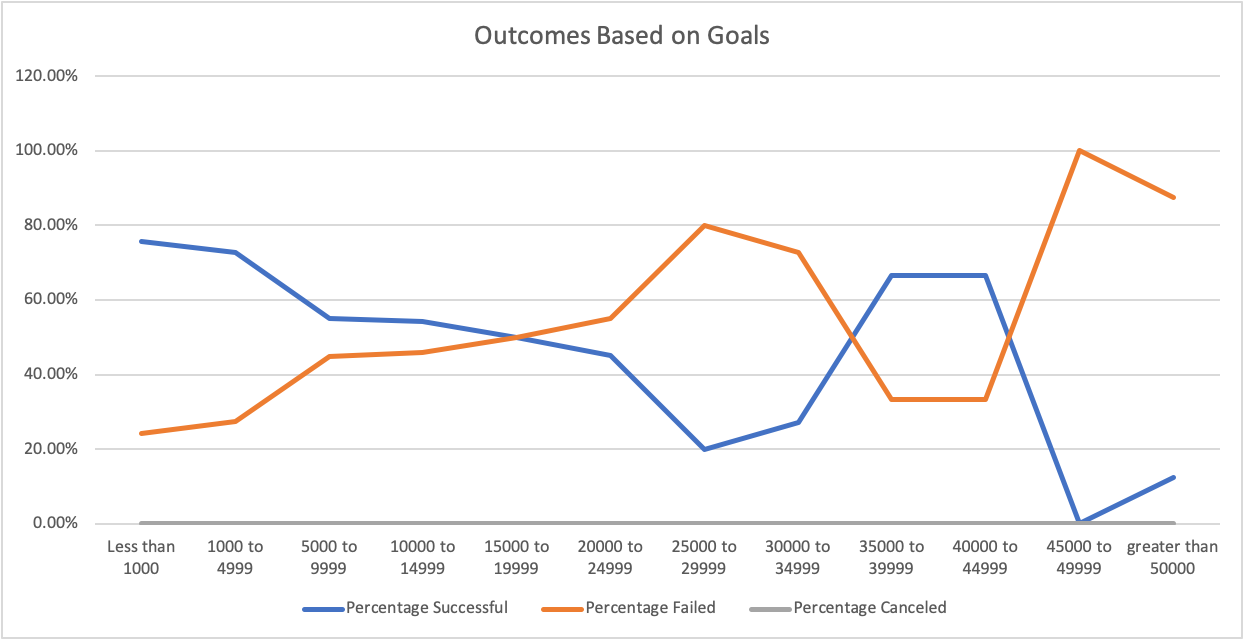 Outcomes Based on Goals
120.00%
100.00%
80.00%
60.00%
40.00%
20.00%
0.00%
Less than 1000 to 5000 to 10000 to 15000 to 20000 to 25000 to 30000 to 35000 to 40000 to 45000 to greater than
1000 4999 9999 14999 19999 24999 29999 34999 39999 44999 49999 50000
Percentage Successful Percentage Failed Percentage Canceled